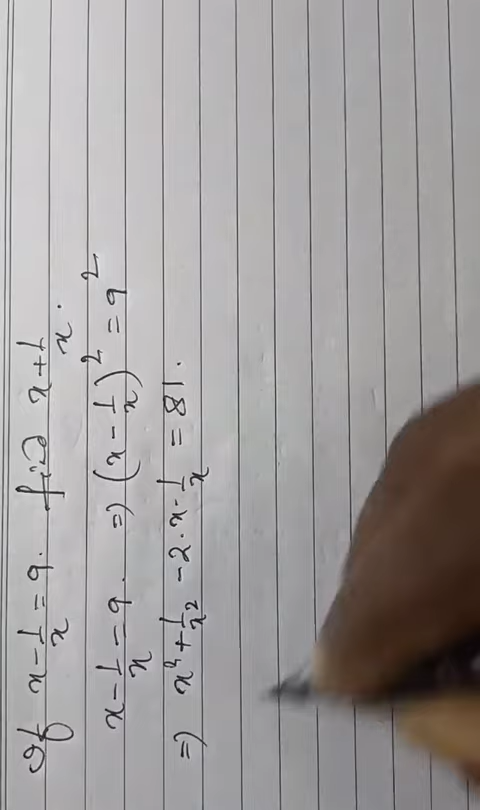 If x - 1/x = 9. find x + 1/x.
x - 1/x = 9. ⇒ (x - 1/x)² = 9²
⇒ x² + 1/x² - 2·x·1/x = 81.